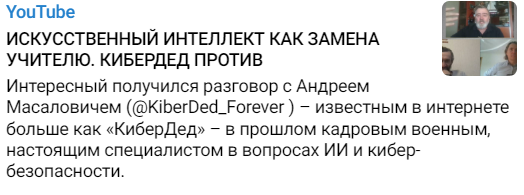 YouTube
ИСКУССТВЕННЫЙ ИНТЕЛЛЕКТ КАК ЗАМЕНА
УЧИТЕЛЮ. КИБЕРДЕД ПРОТИВ
Интересный получился разговор с Андреем
Масаловичем (@KiberDed_Forever ) – известным в интернете
больше как «КиберДед» – в прошлом кадровым военным,
настоящим специалистом в вопросах ИИ и кибер-
безопасности.